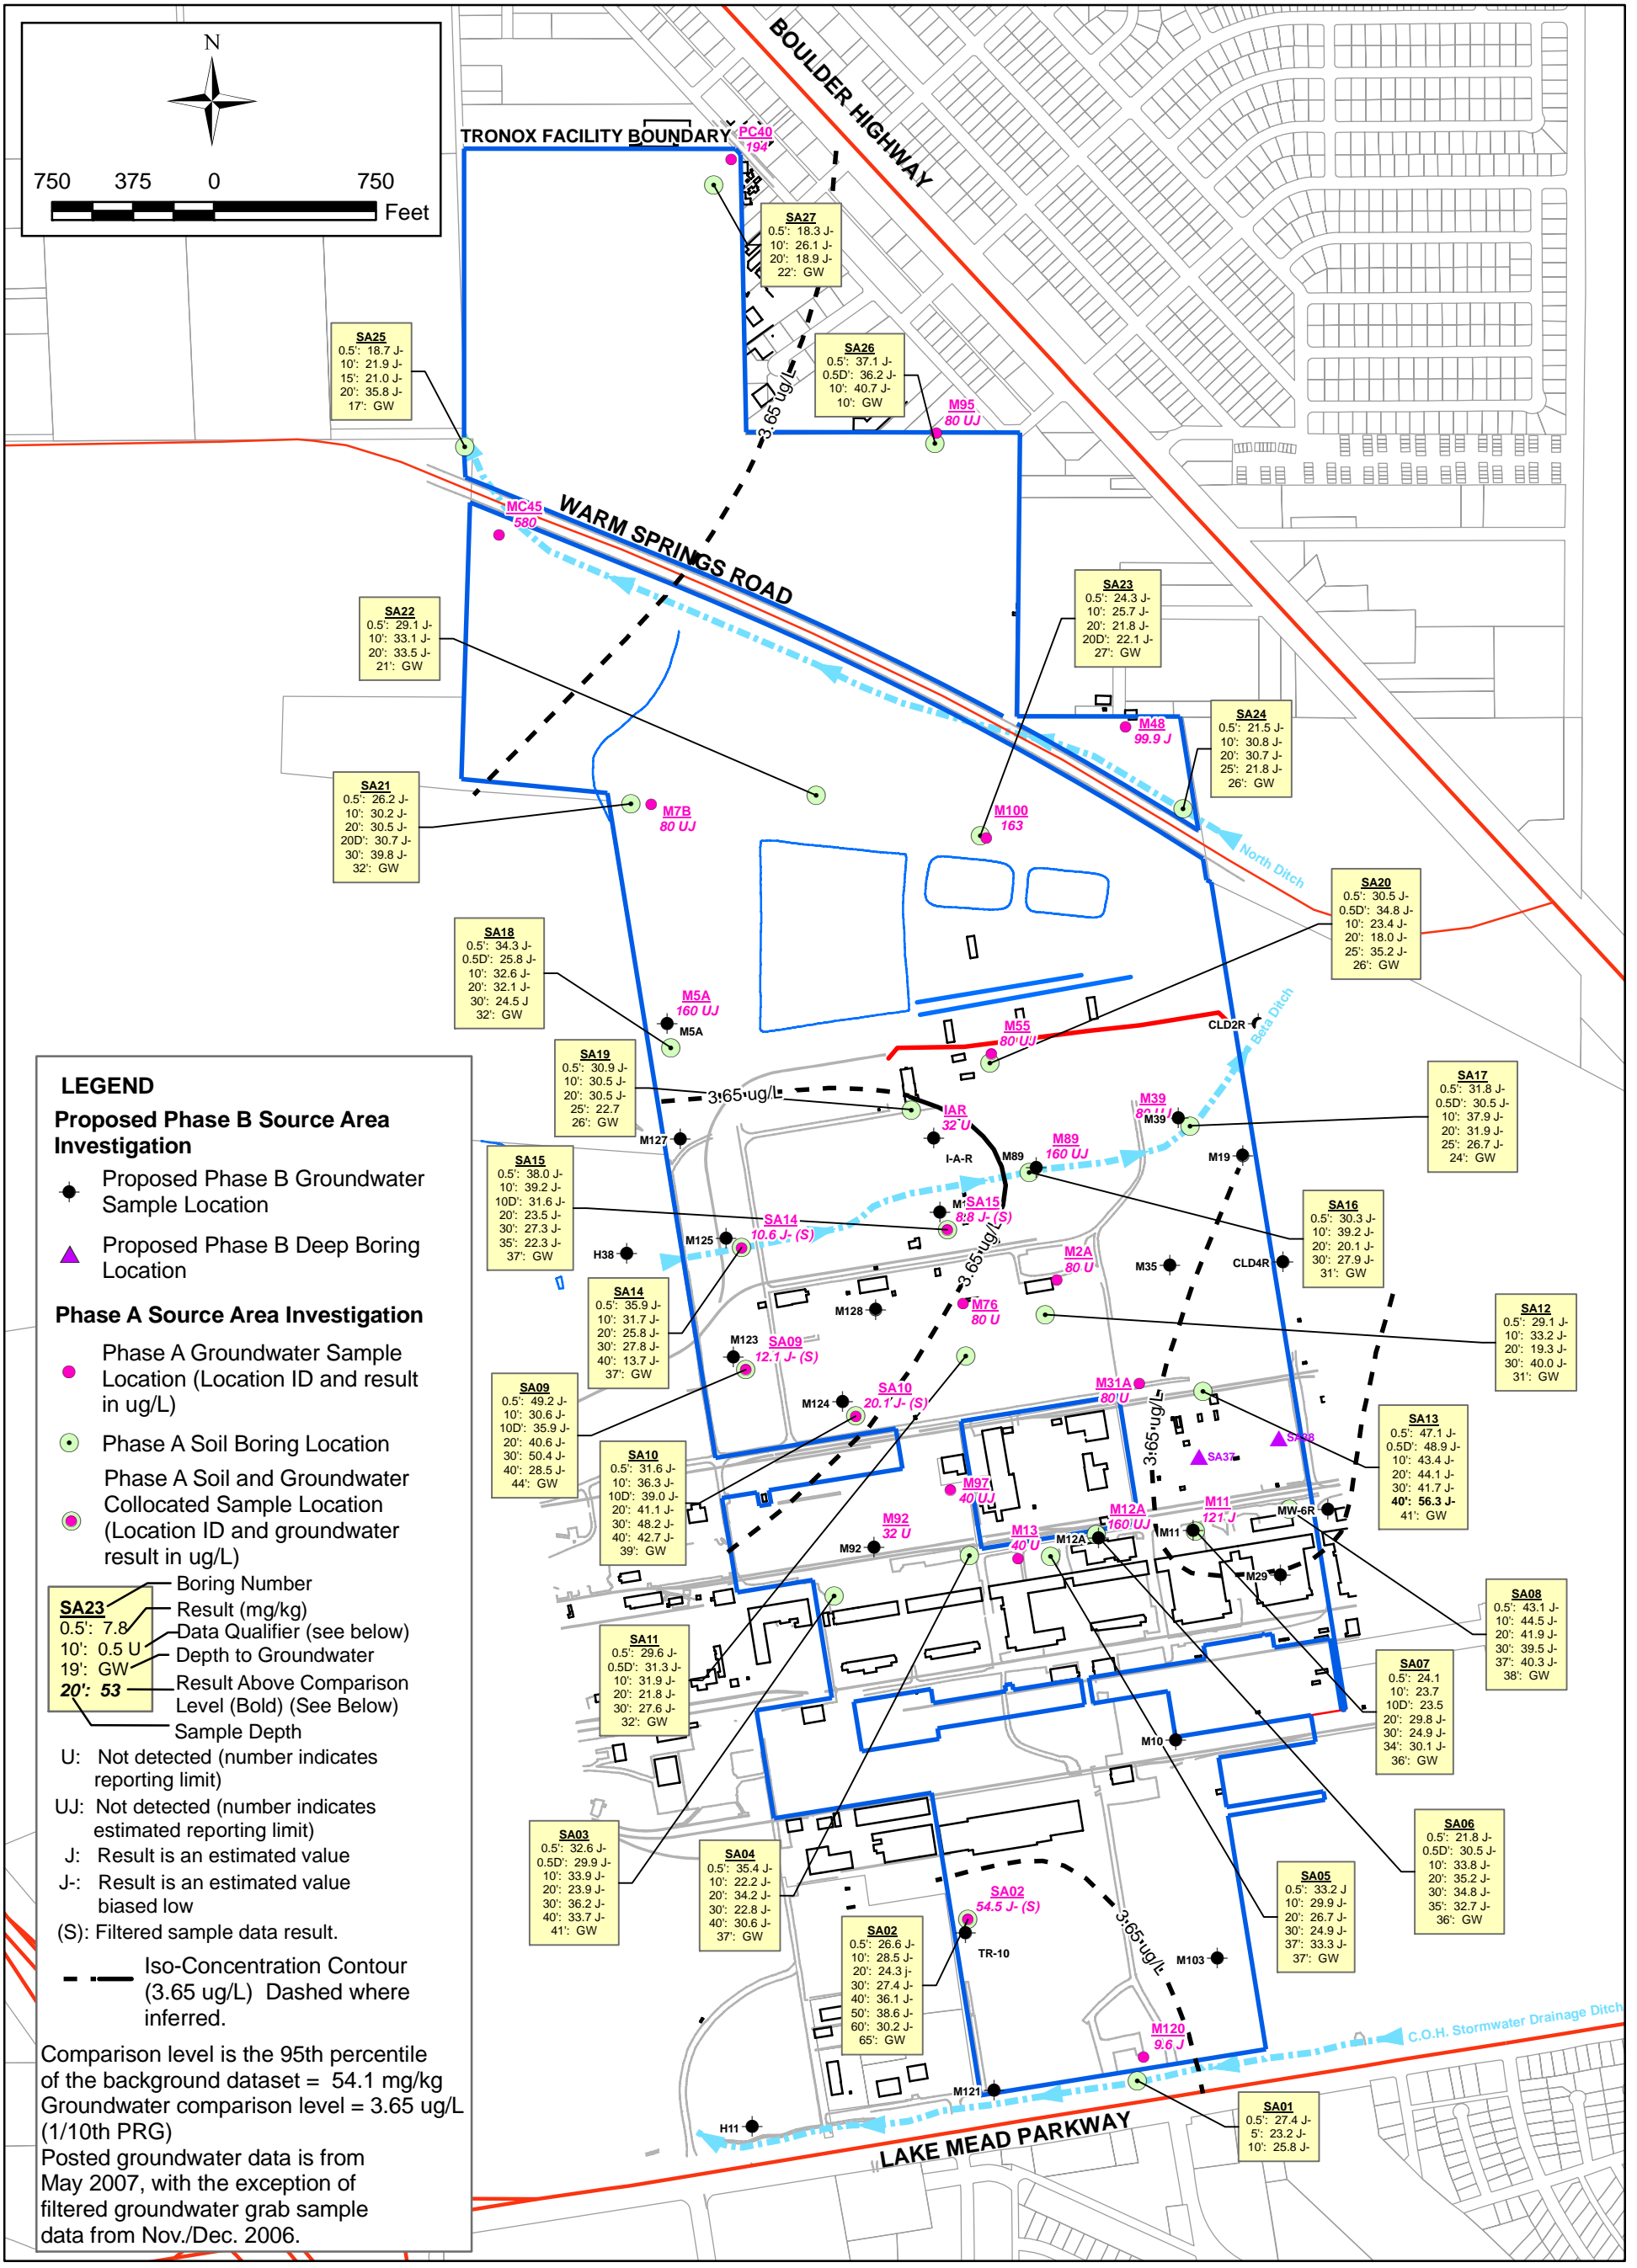 N
750 375 0 750
Feet
BOULDER HIGHWAY
TRONOX FACILITY BOUNDARY
PC40
194
SA27
0.5': 18.3 J-
10': 26.1 J-
20': 18.9 J-
22': GW
SA25
0.5': 18.7 J-
10': 21.9 J-
15': 21.0 J-
20': 35.8 J-
17': GW
SA26
0.5': 37.1 J-
0.5D': 36.2 J-
10': 40.7 J-
10': GW
3.65 ug/L
M95
80 UJ
MC45
580
WARM SPRINGS ROAD
SA23
0.5': 24.3 J-
10': 25.7 J-
20': 21.8 J-
20D': 22.1 J-
27': GW
SA22
0.5': 29.1 J-
10': 33.1 J-
20': 33.5 J-
21': GW
M48
99.9 J
SA24
0.5': 21.5 J-
10': 30.8 J-
20': 30.7 J-
25': 21.8 J-
26': GW
SA21
0.5': 26.2 J-
10': 30.2 J-
20': 30.5 J-
20D': 30.7 J-
30': 39.8 J-
32': GW
M7B
80 UJ
M100
163
North Ditch
SA20
0.5': 30.5 J-
0.5D': 34.8 J-
10': 23.4 J-
20': 18.0 J-
25': 35.2 J-
26': GW
SA18
0.5': 34.3 J-
0.5D': 25.8 J-
10': 32.6 J-
20': 32.1 J-
30': 24.5 J
32': GW
M5A
160 UJ
M5A
M55
80 UJ
CLD2R
Beta Ditch
SA19
0.5': 30.9 J-
10': 30.5 J-
20': 30.5 J-
25': 22.7
26': GW
3.65 ug/L
SA17
0.5': 31.8 J-
0.5D': 30.5 J-
10': 37.9 J-
20': 31.9 J-
25': 26.7 J-
24': GW
IAR
32 U
I-A-R
M39
M39
M127
M89
160 UJ
M89
M19
SA15
0.5': 38.0 J-
10': 39.2 J-
10D': 31.6 J-
20': 23.5 J-
30': 27.3 J-
35': 22.3 J-
37': GW
SA15
8.8 J- (S)
SA14
10.6 J- (S)
M125
H38
SA16
0.5': 30.3 J-
10': 39.2 J-
20': 20.1 J-
30': 27.9 J-
31': GW
3.65 ug/L
M2A
80 U
M35
CLD4R
SA14
0.5': 35.9 J-
10': 31.7 J-
20': 25.8 J-
30': 27.8 J-
40': 13.7 J-
37': GW
M128
M76
80 U
SA12
0.5': 29.1 J-
10': 33.2 J-
20': 19.3 J-
30': 40.0 J-
31': GW
M123
SA09
12.1 J- (S)
SA09
0.5': 49.2 J-
10': 30.6 J-
10D': 35.9 J-
20': 40.6 J-
30': 50.4 J-
40': 28.5 J-
44': GW
M124
SA10
20.1 J- (S)
M31A
80 U
3.65 ug/L
SA13
0.5': 47.1 J-
0.5D': 48.9 J-
10': 43.4 J-
20': 44.1 J-
30': 41.7 J-
40': 56.3 J-
41': GW
SA38
SA37
SA10
0.5': 31.6 J-
10': 36.3 J-
10D': 39.0 J-
20': 41.1 J-
30': 48.2 J-
40': 42.7 J-
39': GW
M97
40 UJ
M12A
160 UJ
M12A
M11
121 J
M11
MW-6R
M92
32 U
M92
M13
40 U
M29
SA08
0.5': 43.1 J-
10': 44.5 J-
20': 41.9 J-
30': 39.5 J-
37': 40.3 J-
38': GW
SA11
0.5': 29.6 J-
0.5D': 31.3 J-
10': 31.9 J-
20': 21.8 J-
30': 27.6 J-
32': GW
SA07
0.5': 24.1
10': 23.7
10D': 23.5
20': 29.8 J-
30': 24.9 J-
34': 30.1 J-
36': GW
M10
SA03
0.5': 32.6 J-
0.5D': 29.9 J-
10': 33.9 J-
20': 23.9 J-
30': 36.2 J-
40': 33.7 J-
41': GW
SA04
0.5': 35.4 J-
10': 22.2 J-
20': 34.2 J-
30': 22.8 J-
40': 30.6 J-
37': GW
SA06
0.5': 21.8 J-
0.5D': 30.5 J-
10': 33.8 J-
20': 35.2 J-
30': 34.8 J-
35': 32.7 J-
36': GW
SA05
0.5': 33.2 J
10': 29.9 J-
20': 26.7 J-
30': 24.9 J-
37': 33.3 J-
37': GW
SA02
54.5 J- (S)
TR-10
SA02
0.5': 26.6 J-
10': 28.5 J-
20': 24.3 j-
30': 27.4 J-
40': 36.1 J-
50': 38.6 J-
60': 30.2 J-
65': GW
3.65 ug/L
M103
M120
9.6 J
C.O.H. Stormwater Drainage Ditch
M121
H11
LAKE MEAD PARKWAY
SA01
0.5': 27.4 J-
5': 23.2 J-
10': 25.8 J-
LEGEND
Proposed Phase B Source Area
Investigation
Proposed Phase B Groundwater
Sample Location
Proposed Phase B Deep Boring
Location
Phase A Source Area Investigation
Phase A Groundwater Sample
Location (Location ID and result
in ug/L)
Phase A Soil Boring Location
Phase A Soil and Groundwater
Collocated Sample Location
(Location ID and groundwater
result in ug/L)
SA23
0.5': 7.8
10': 0.5 U
19': GW
20': 53
Boring Number
Result (mg/kg)
Data Qualifier (see below)
Depth to Groundwater
Result Above Comparison
Level (Bold) (See Below)
Sample Depth
U: Not detected (number indicates
reporting limit)
UJ: Not detected (number indicates
estimated reporting limit)
J: Result is an estimated value
J-: Result is an estimated value
biased low
(S): Filtered sample data result.
Iso-Concentration Contour
(3.65 ug/L) Dashed where
inferred.
Comparison level is the 95th percentile
of the background dataset = 54.1 mg/kg
Groundwater comparison level = 3.65 ug/L
(1/10th PRG)
Posted groundwater data is from
May 2007, with the exception of
filtered groundwater grab sample
data from Nov./Dec. 2006.